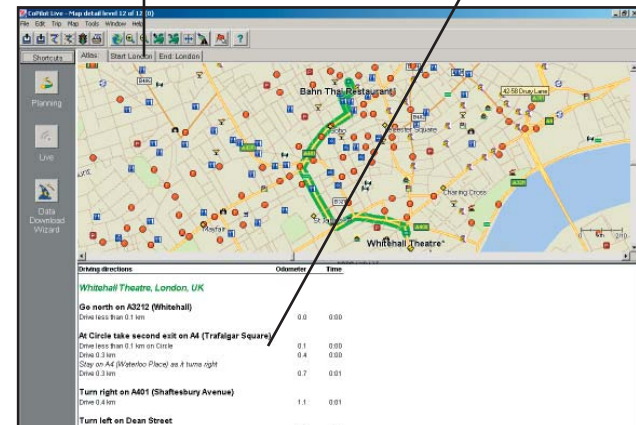 CoPilot Live - Map detail level 12 of 12 (0)
File Edit Trip Map Tools Window Help
Shortcuts
Planning
Live
Data
Download
Wizard
Atlas Start London End London
Bahn Thai Restaurant
42-58 Drury Lane
Soho
Leicester Square
Charing Cross
Mayfair
Whitehall Theatre*
Driving directions Odometer Time
Whitehall Theatre, London, UK
Go north on A3212 (Whitehall)
Drive less than 0.1 km 0.0 0:00
At Circle take second exit on A4 (Trafalgar Square)
Drive less than 0.1 km on Circle 0.1 0:00
Drive 0.3 km 0.4 0:00
Stay on A4 (Waterloo Place) as it turns right
Drive 0.3 km 0.7 0:01
Turn right on A401 (Shaftesbury Avenue)
Drive 0.4 km 1.1 0:01
Turn left on Dean Street